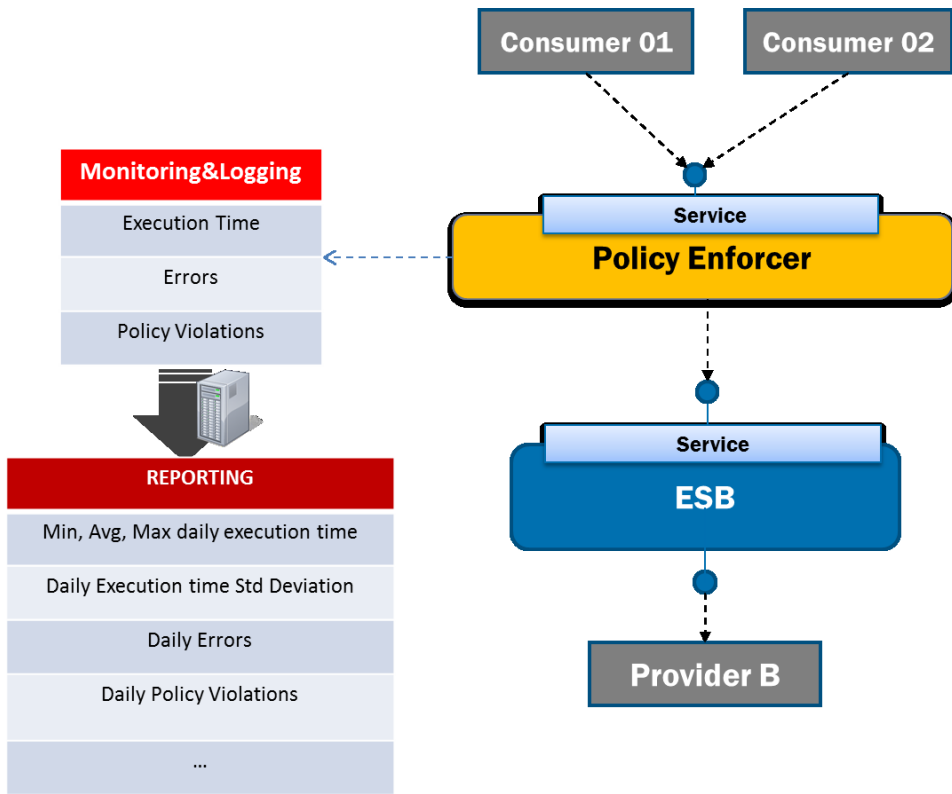 Consumer 01
Consumer 02
Monitoring&Logging
Execution Time
Errors
Policy Violations
Service
Policy Enforcer
Service
ESB
Provider B
REPORTING
Min, Avg, Max daily execution time
Daily Execution time Std Deviation
Daily Errors
Daily Policy Violations
...